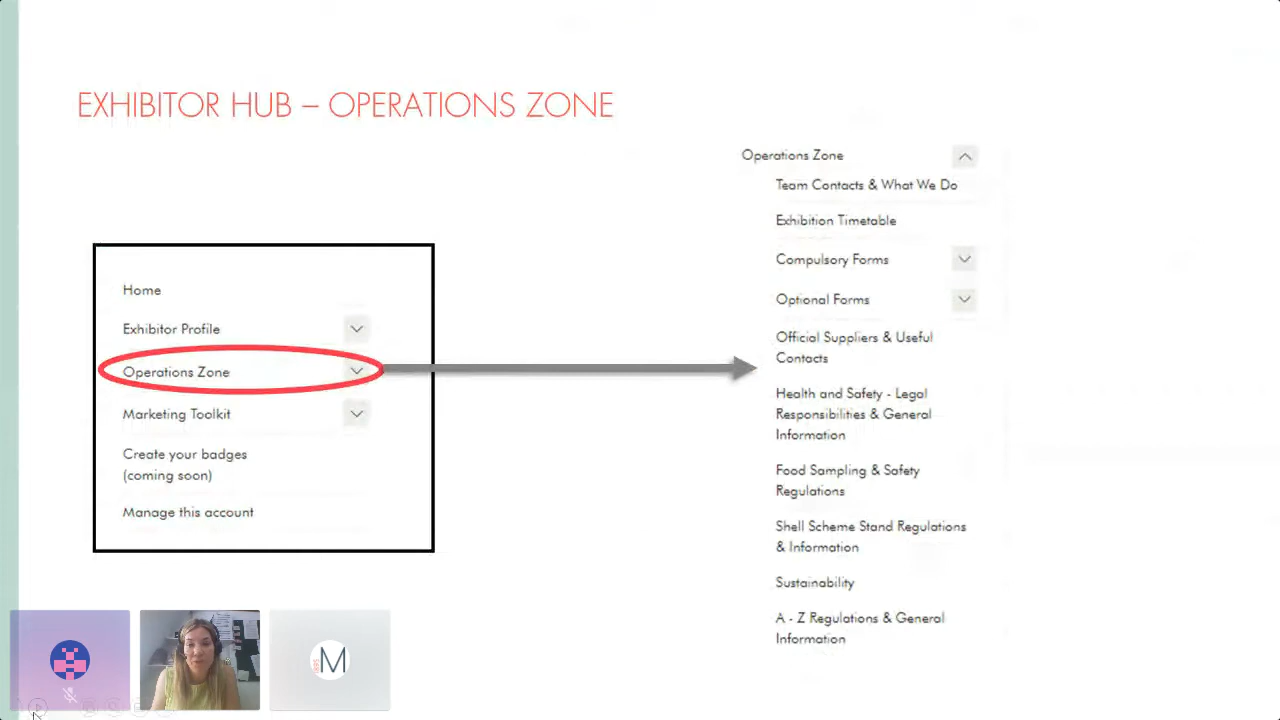 EXHIBITOR HUB – OPERATIONS ZONE
Home
Exhibitor Profile
Operations Zone
Marketing Toolkit
Create your badges
(coming soon)
Manage this account
Operations Zone
Team Contacts & What We Do
Exhibition Timetable
Compulsory Forms
Optional Forms
Official Suppliers & Useful
Contacts
Health and Safety - Legal
Responsibilities & General
Information
Food Sampling & Safety
Regulations
Shell Scheme Stand Regulations
& Information
Sustainability
A - Z Regulations & General
Information
M